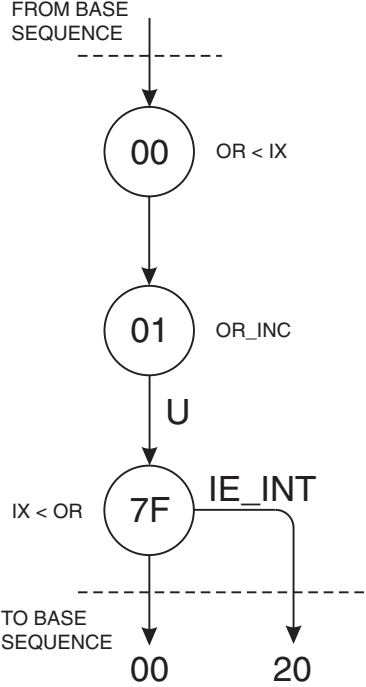 FROM BASE
SEQUENCE
00
OR < IX
01
OR_INC
U
7F
IE_INT
IX < OR
TO BASE
SEQUENCE
00
20